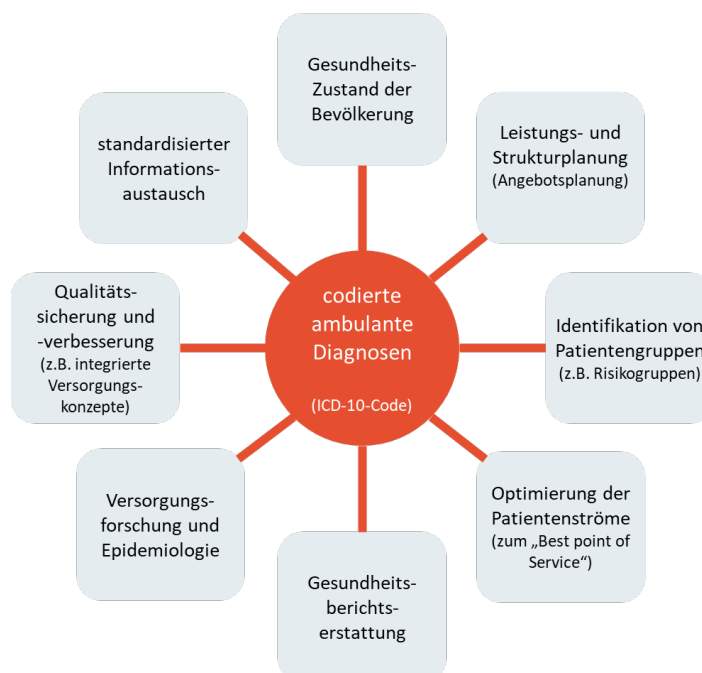 Gesundheits-
Zustand der
Bevölkerung
Leistungs- und
Strukturplanung
(Angebotsplanung)
Identifikation von
Patientengruppen
(z.B. Risikogruppen)
Optimierung der
Patientenströme
(zum „Best point of
Service“)
Gesundheits-
berichts-
erstattung
Versorgungs-
forschung und
Epidemiologie
Qualitäts-
sicherung und
-verbesserung
(z.B. integrierte
Versorgungs-
konzepte)
standardisierter
Informations-
austausch
codierte
ambulante
Diagnosen
(ICD-10-Code)